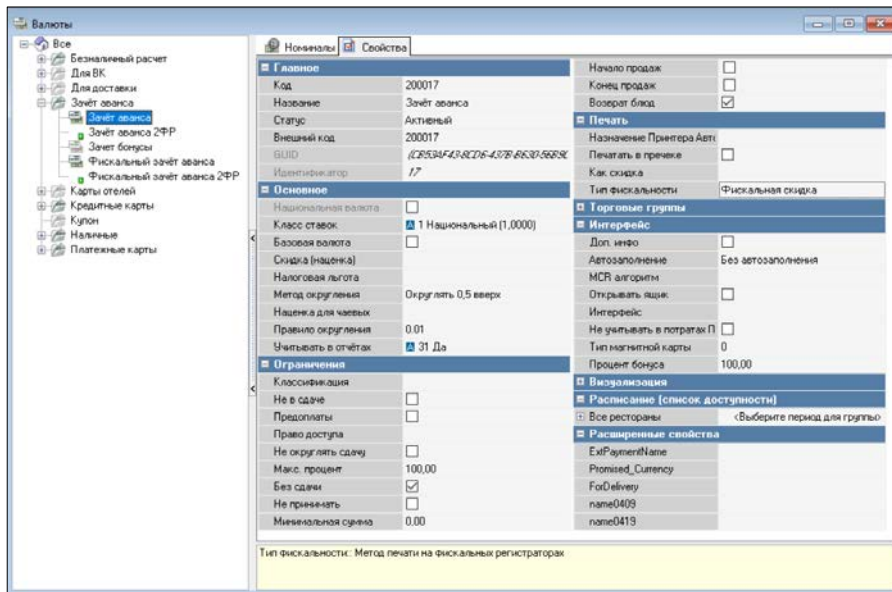 Валюты
Все
Безналичный расчет
Для ВК
Для доставки
Зачёт аванса
Зачёт аванса
Зачёт аванса 2ФР
Зачет бонусы
Фискальный зачёт аванса
Фискальный зачёт аванса 2ФР
Карты отелей
Кредитные карты
Купон
Наличные
Платежные карты
Номиналы Свойства
Главное
Код 200017
Название Зачёт аванса
Статус Активный
Внешний код 200017
GUID
Идентификатор 17
Основное
Национальная валюта
Класс ставок 1 Национальный (1,0000)
Базовая валюта
Скидка (наценка)
Налоговая льгота
Метод округления Округлять 0,5 вверх
Наценка для чаевых
Правило округления 0.01
Учитывать в отчётах 31 Да
Ограничения
Классификация
Не в сдаче
Предоплаты
Право доступа
Не округлять сдачу
Макс. процент 100,00
Без сдачи
Не принимать
Минимальная сумма 0.00
Начало продаж
Конец продаж
Возврат блюд
Печать
Назначение Принтера Авто
Печатать в пречеке
Как скидка
Тип фискальности Фискальная скидка
Торговые группы
Интерфейс
Доп. инфо
Автозаполнение Без автозаполнения
MCR алгоритм
Открывать ящик
Интерфейс
Не учитывать в потратах П
Тип магнитной карты 0
Процент бонуса 100,00
Визуализация
Расписание (список доступности)
Все рестораны <Выберите период для группы>
Расширенные свойства
ExtPaymentName
Promised_Currency
ForDelivery
name0409
name0419
Тип фискальности:: Метод печати на фискальных регистраторах